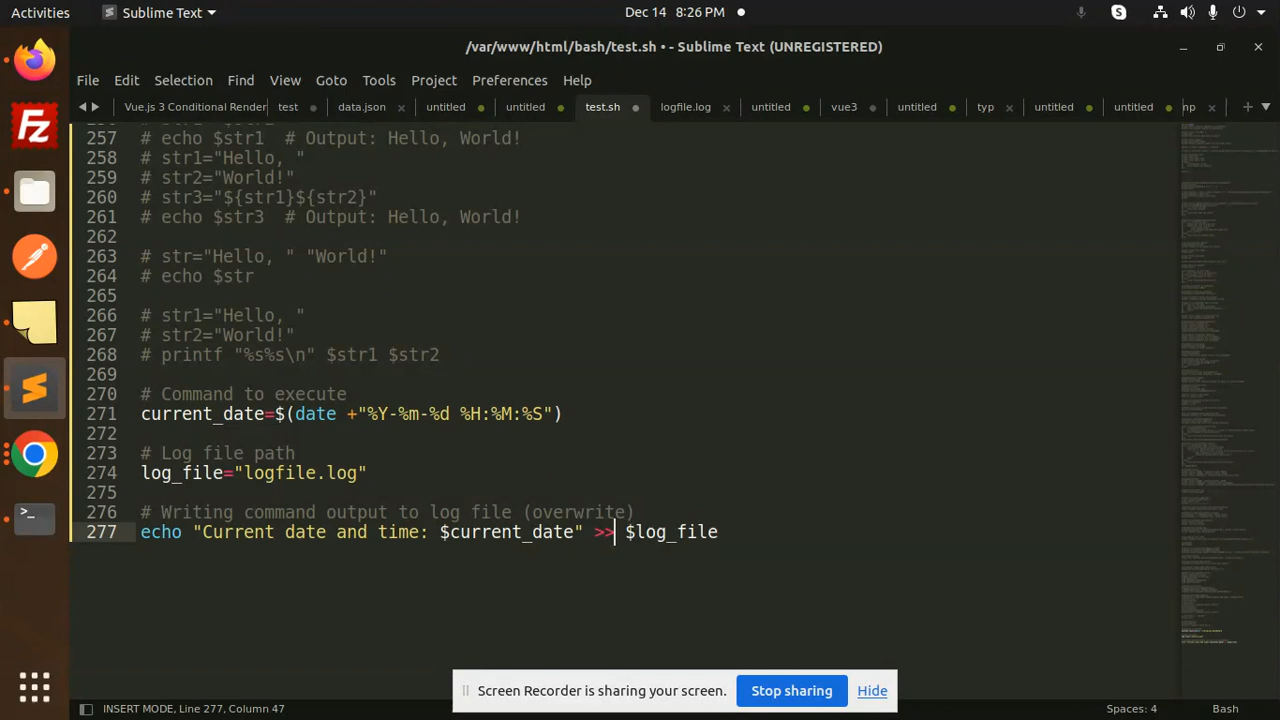 Activities
Sublime Text
Dec 14 8:26 PM
/var/www/html/bash/test.sh • - Sublime Text (UNREGISTERED)
File Edit Selection Find View Goto Tools Project Preferences Help
Vue.js 3 Conditional Render test data.json untitled untitled test.sh logfile.log untitled vue3 untitled typ untitled untitled np
257 # echo $str1  # Output: Hello, World!
258 # str1="Hello, "
259 # str2="World!"
260 # str3="${str1}${str2}"
261 # echo $str3  # Output: Hello, World!
262
263 # str="Hello, " "World!"
264 # echo $str
265
266 # str1="Hello, "
267 # str2="World!"
268 # printf "%s%s\n" $str1 $str2
269
270 # Command to execute
271 current_date=$(date +"%Y-%m-%d %H:%M:%S")
272
273 # Log file path
274 log_file="logfile.log"
275
276 # Writing command output to log file (overwrite)
277 echo "Current date and time: $current_date" >> $log_file
Screen Recorder is sharing your screen. Stop sharing Hide
INSERT MODE, Line 277, Column 47 Spaces: 4 Bash